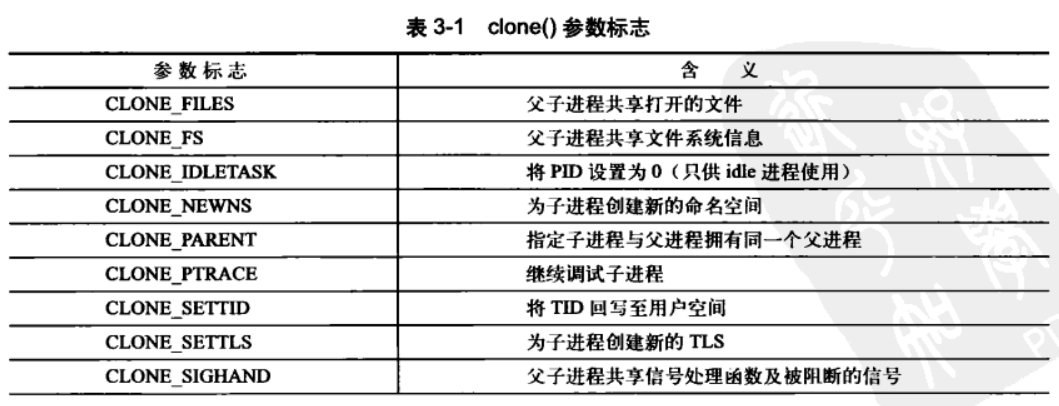 表 3-1 clone() 参数标志
参数标志 含 义
CLONE_FILES 父子进程共享打开的文件
CLONE_FS 父子进程共享文件系统信息
CLONE_IDLETASK 将 PID 设置为 0（只供 idle 进程使用）
CLONE_NEWNS 为子进程创建新的命名空间
CLONE_PARENT 指定子进程与父进程拥有同一个父进程
CLONE_PTRACE 继续调试子进程
CLONE_SETTID 将 TID 回写至用户空间
CLONE_SETTLS 为子进程创建新的 TLS
CLONE_SIGHAND 父子进程共享信号处理函数及被阻断的信号